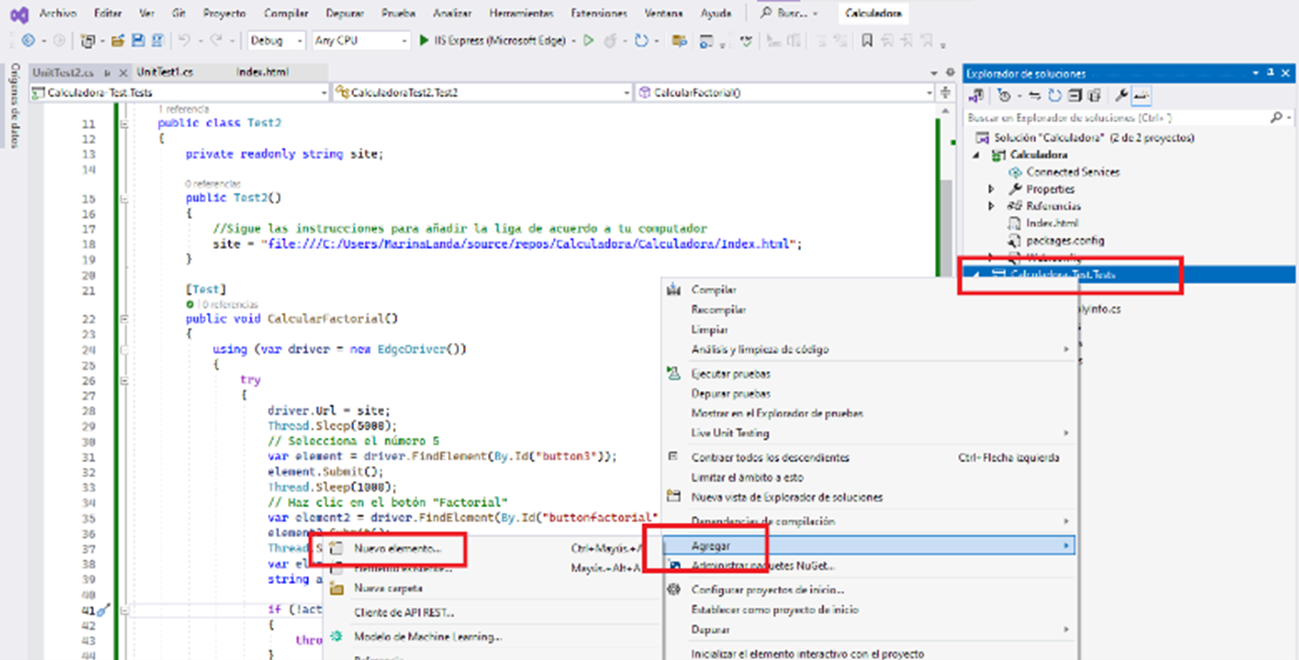 Archivo Editar Ver Git Proyecto Compilar Depurar Prueba Analizar Herramientas Extensiones Ventana Ayuda Busc... Calculadora
Debug Any CPU IIS Express (Microsoft Edge)
Orígenes de datos
UnitTest2.cs UnitTest1.cs Index.html
Calculadora-Test.Tests CalculadoraTest2.Test2 CalcularFactorial()
1 referencia
11 public class Test2
12 {
13 private readonly string site;
14
0 referencias
15 public Test2()
16 {
17 //Sigue las instrucciones para añadir la liga de acuerdo a tu computador
18 site = "file:///C:/Users/MarinaLanda/source/repos/Calculadora/Calculadora/Index.html";
19 }
20
21 [Test]
| 0 referencias
22 public void CalcularFactorial()
23 {
24 using (var driver = new EdgeDriver())
25 {
26 try
27 {
28 driver.Url = site;
29 Thread.Sleep(5000);
30 // Selecciona el número 5
31 var element = driver.FindElement(By.Id("button3"));
32 element.Submit();
33 Thread.Sleep(1000);
34 // Haz clic en el botón "Factorial"
35 var element2 = driver.FindElement(By.Id("buttonfactorial"
36
37 Thread.S
38 var ele
39 string a
40
41 if (!act
42 {
43 thro
44 }
Nuevo elemento... Ctrl+Mayús.+A
Elemento existente... Mayús.+Alt+A
Nueva carpeta
Cliente de API REST...
Modelo de Machine Learning...
Referencia
Compilar
Recompilar
Limpiar
Análisis y limpieza de código
Ejecutar pruebas
Depurar pruebas
Mostrar en el Explorador de pruebas
Live Unit Testing
Contraer todos los descendientes Ctrl+Flecha izquierda
Limitar el ámbito a esto
Nueva vista de Explorador de soluciones
Dependencias de compilación
Agregar
Administrar paquetes NuGet...
Configurar proyectos de inicio...
Establecer como proyecto de inicio
Depurar
Inicializar el elemento interactivo con el proyecto
Explorador de soluciones
Buscar en Explorador de soluciones (Ctrl+ )
Solución "Calculadora" (2 de 2 proyectos)
Calculadora
Connected Services
Properties
Referencias
Index.html
packages.config
Web.config
Calculadora-Test.Tests
lyInfo.cs